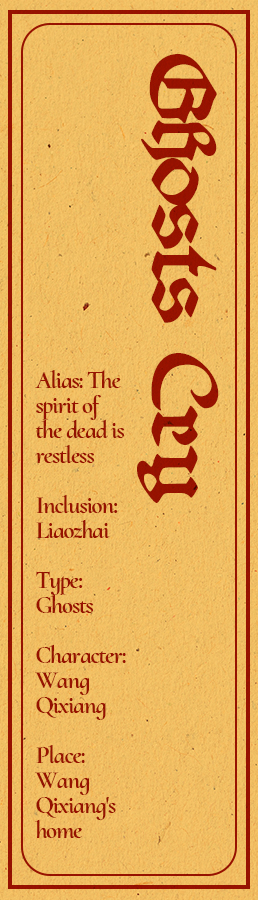 Ghosts Cry
Alias: The
spirit of
the dead is
restless
Inclusion:
Liaozhai
Type:
Ghosts
Character:
Wang
Qixiang
Place:
Wang
Qixiang's
home